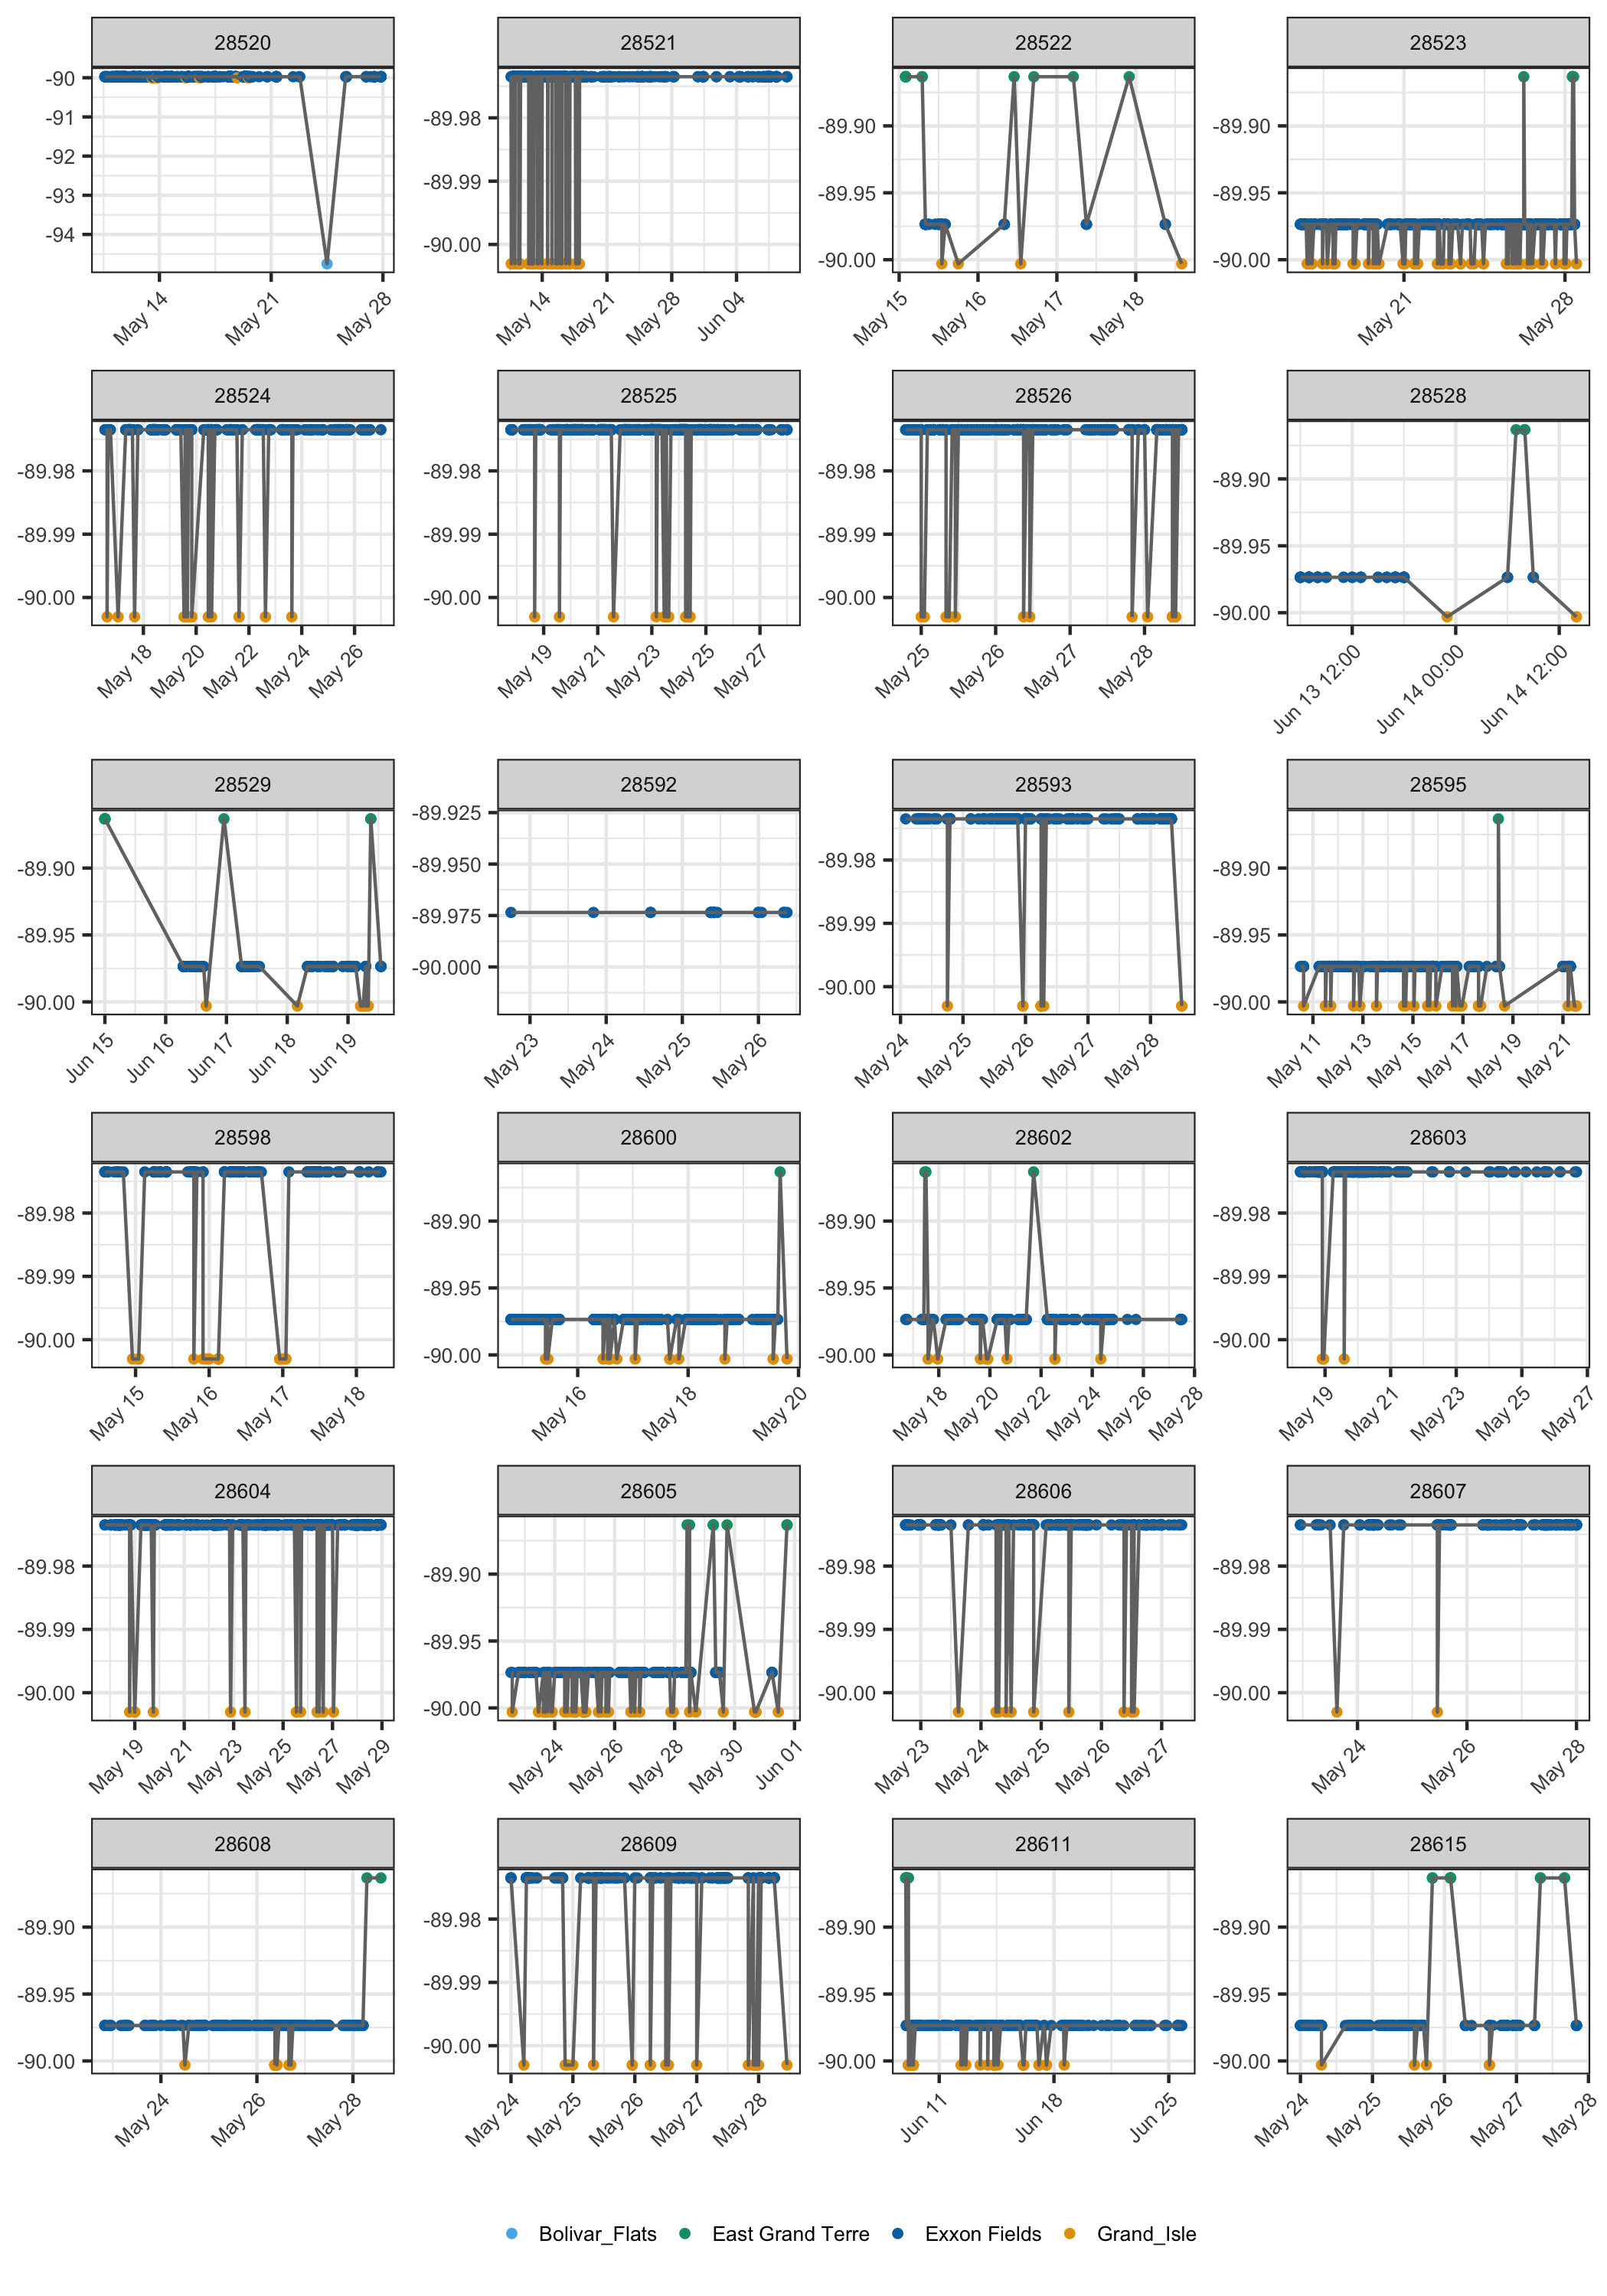 28520 28521 28522 28523
-90 -91 -92 -93 -94
-89.98 -89.99 -90.00
-89.90 -89.95 -90.00
-89.90 -89.95 -90.00
May 14 May 21 May 28
May 14 May 21 May 28 Jun 04
May 15 May 16 May 17 May 18
May 21 May 28
28524 28525 28526 28528
-89.98 -89.99 -90.00
-89.98 -89.99 -90.00
-89.98 -89.99 -90.00
-89.90 -89.95 -90.00
May 18 May 20 May 22 May 24 May 26
May 19 May 21 May 23 May 25 May 27
May 25 May 26 May 27 May 28
Jun 13 12:00 Jun 14 00:00 Jun 14 12:00
28529 28592 28593 28595
-89.90 -89.95 -90.00
-89.925 -89.950 -89.975 -90.000
-89.98 -89.99 -90.00
-89.90 -89.95 -90.00
Jun 15 Jun 16 Jun 17 Jun 18 Jun 19
May 23 May 24 May 25 May 26
May 24 May 25 May 26 May 27 May 28
May 11 May 13 May 15 May 17 May 19 May 21
28598 28600 28602 28603
-89.98 -89.99 -90.00
-89.90 -89.95 -90.00
-89.90 -89.95 -90.00
-89.98 -89.99 -90.00
May 15 May 16 May 17 May 18
May 16 May 18 May 20
May 18 May 20 May 22 May 24 May 26 May 28
May 19 May 21 May 23 May 25 May 27
28604 28605 28606 28607
-89.98 -89.99 -90.00
-89.90 -89.95 -90.00
-89.98 -89.99 -90.00
-89.98 -89.99 -90.00
May 19 May 21 May 23 May 25 May 27 May 29
May 24 May 26 May 28 May 30 Jun 01
May 23 May 24 May 25 May 26 May 27
May 24 May 26 May 28
28608 28609 28611 28615
-89.90 -89.95 -90.00
-89.98 -89.99 -90.00
-89.90 -89.95 -90.00
-89.90 -89.95 -90.00
May 24 May 26 May 28
May 24 May 25 May 26 May 27 May 28
Jun 11 Jun 18 Jun 25
May 24 May 25 May 26 May 27 May 28
Bolivar_Flats East Grand Terre Exxon Fields Grand_Isle